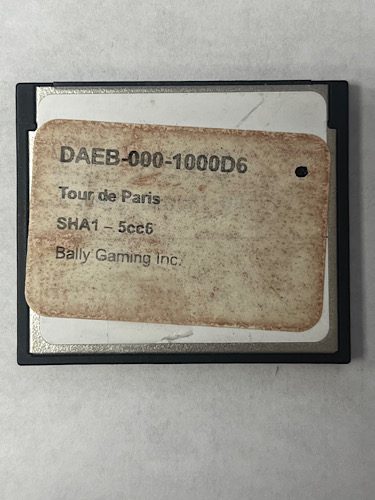 DAEB-000-1000D6
Tour de Paris
SHA1 – 5cc6
Bally Gaming Inc.